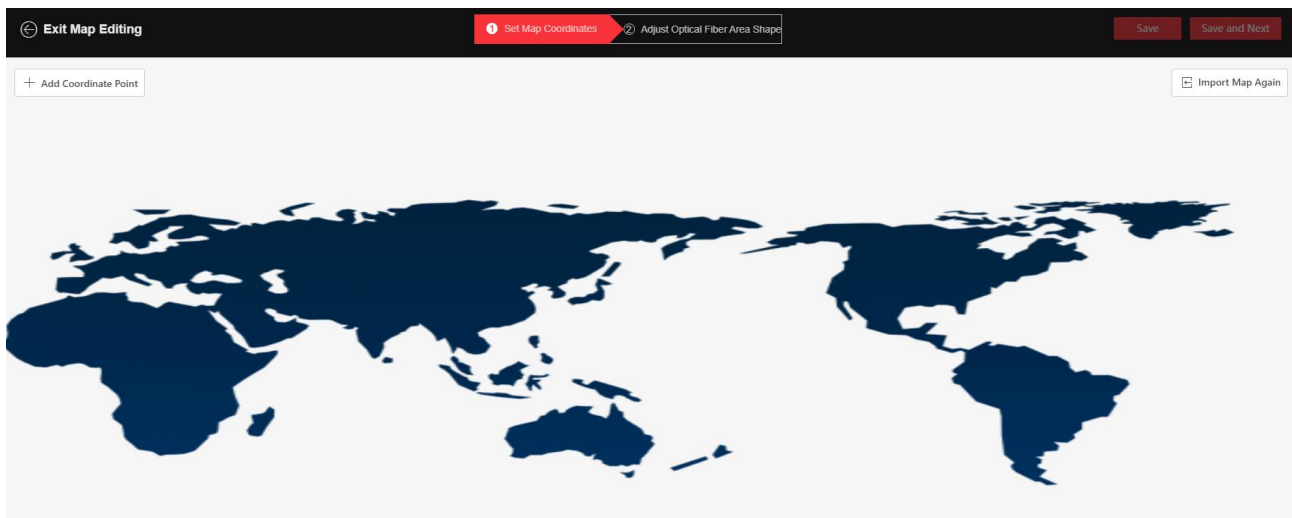 Exit Map Editing
1 Set Map Coordinates
2 Adjust Optical Fiber Area Shape
Save
Save and Next
+ Add Coordinate Point
Import Map Again